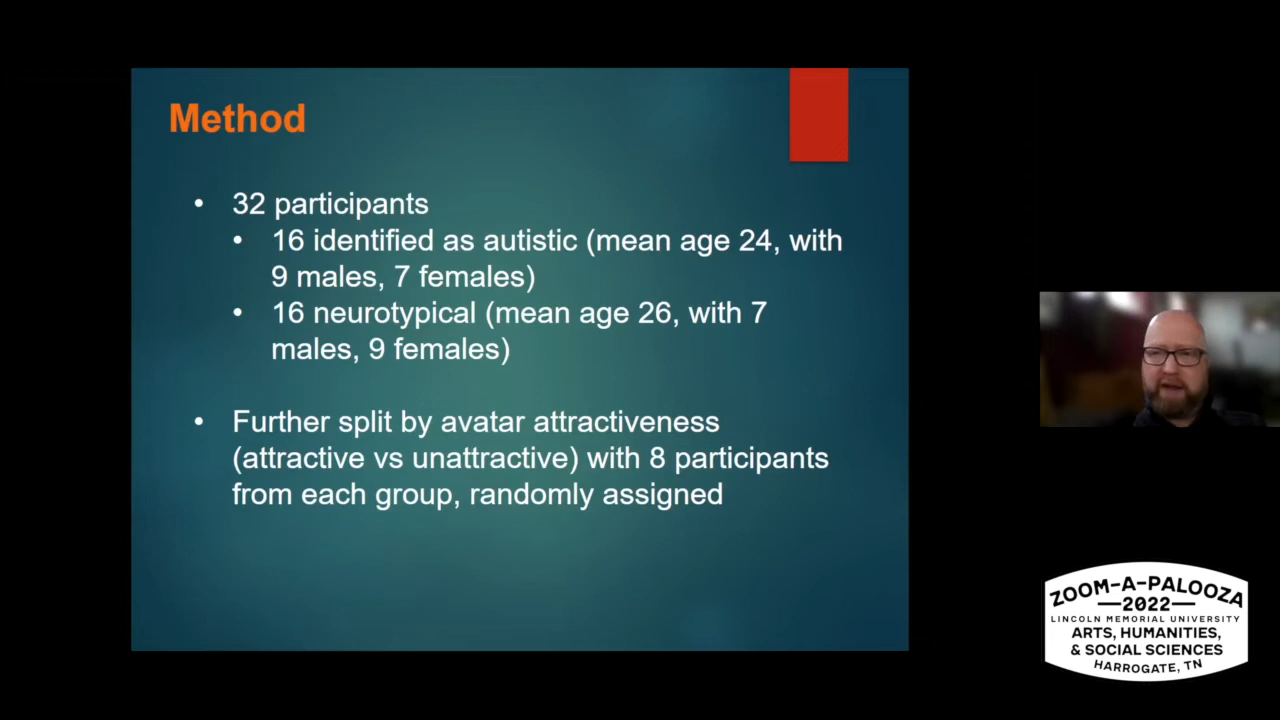 Method
• 32 participants
• 16 identified as autistic (mean age 24, with
9 males, 7 females)
• 16 neurotypical (mean age 26, with 7
males, 9 females)
• Further split by avatar attractiveness
(attractive vs unattractive) with 8 participants
from each group, randomly assigned
ZOOM-A-PALOOZA
—2022—
LINCOLN MEMORIAL UNIVERSITY
ARTS, HUMANITIES,
& SOCIAL SCIENCES
HARROGATE, TN